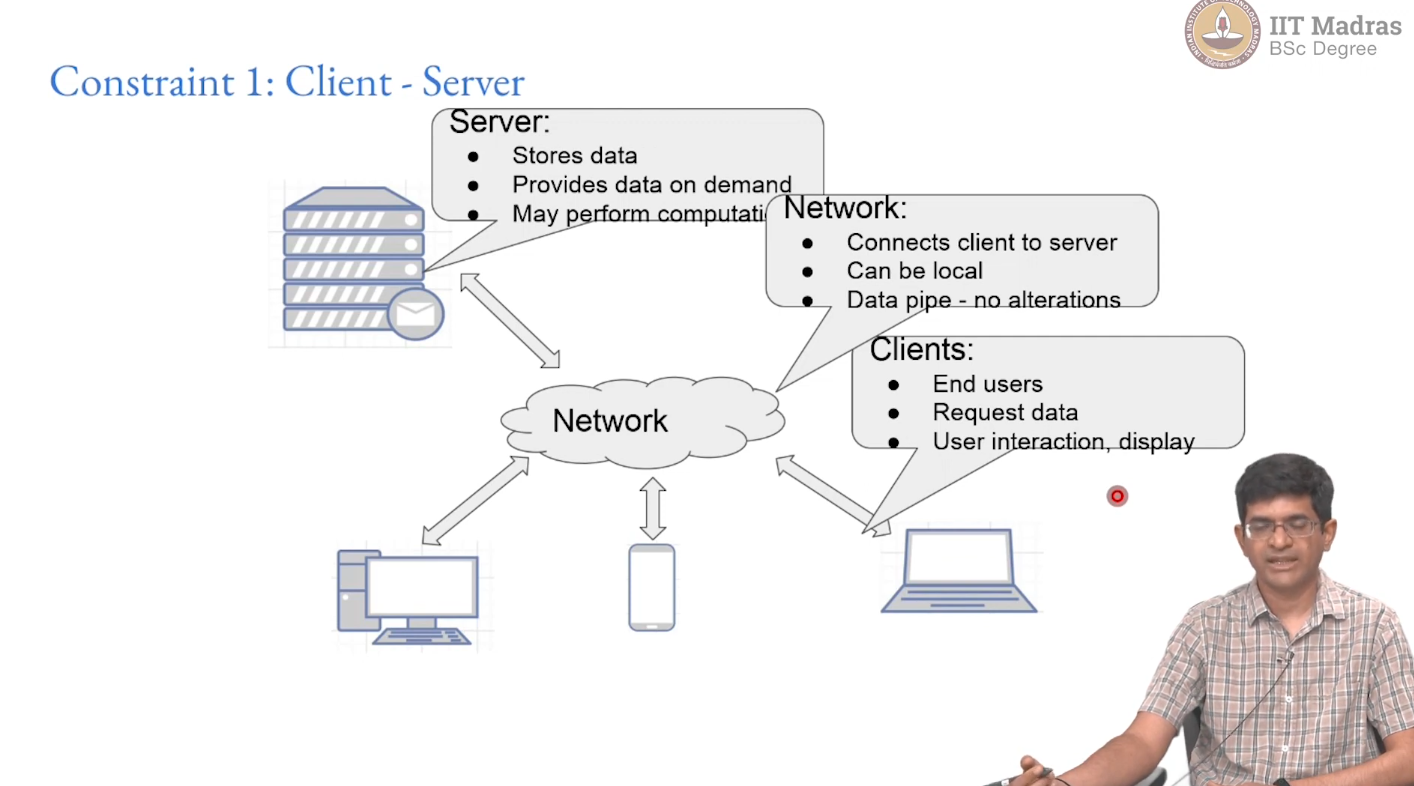 IIT Madras
BSc Degree
Constraint 1: Client - Server
Server:
● Stores data
● Provides data on demand
● May perform computati
Network:
● Connects client to server
● Can be local
● Data pipe - no alterations
Clients:
● End users
● Request data
● User interaction, display
Network